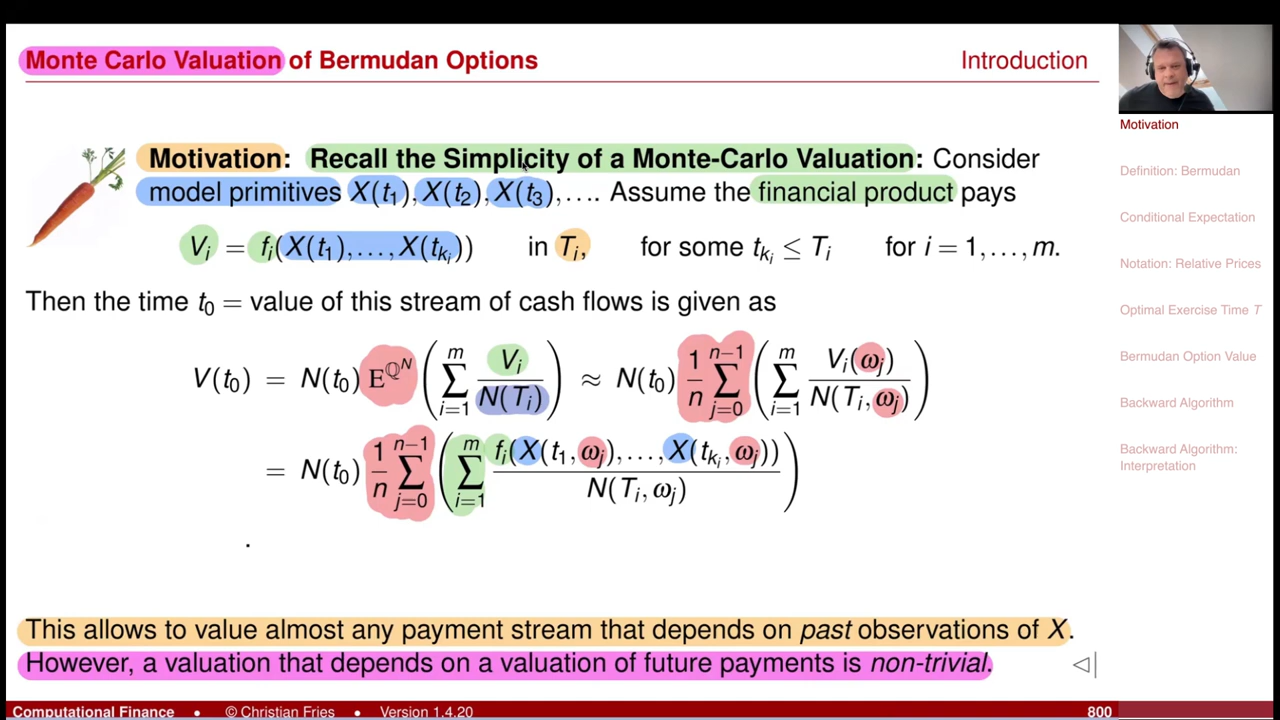 Monte Carlo Valuation of Bermudan Options
Introduction
Motivation: Recall the Simplicity of a Monte-Carlo Valuation: Consider
model primitives X(t₁), X(t₂), X(t₃), .... Assume the financial product pays
Vᵢ = fᵢ(X(t₁), ..., X(t_{kᵢ})) in Tᵢ, for some t_{kᵢ} ≤ Tᵢ for i = 1, ..., m.
Then the time t₀ = value of this stream of cash flows is given as
V(t₀) = N(t₀) E^{ℚ^N} ( ∑_{i=1}^{m} Vᵢ / N(Tᵢ) ) ≈ N(t₀) 1/n ∑_{j=0}^{n−1} ( ∑_{i=1}^{m} Vᵢ(ωⱼ) / N(Tᵢ, ωⱼ) )
= N(t₀) 1/n ∑_{j=0}^{n−1} ( ∑_{i=1}^{m} fᵢ(X(t₁, ωⱼ), ..., X(t_{kᵢ}, ωⱼ)) / N(Tᵢ, ωⱼ) )
.
This allows to value almost any payment stream that depends on past observations of X.
However, a valuation that depends on a valuation of future payments is non-trivial. ◁|
Motivation
Definition: Bermudan
Conditional Expectation
Notation: Relative Prices
Optimal Exercise Time T
Bermudan Option Value
Backward Algorithm
Backward Algorithm:
Interpretation
Computational Finance • © Christian Fries • Version 1.4.20
800